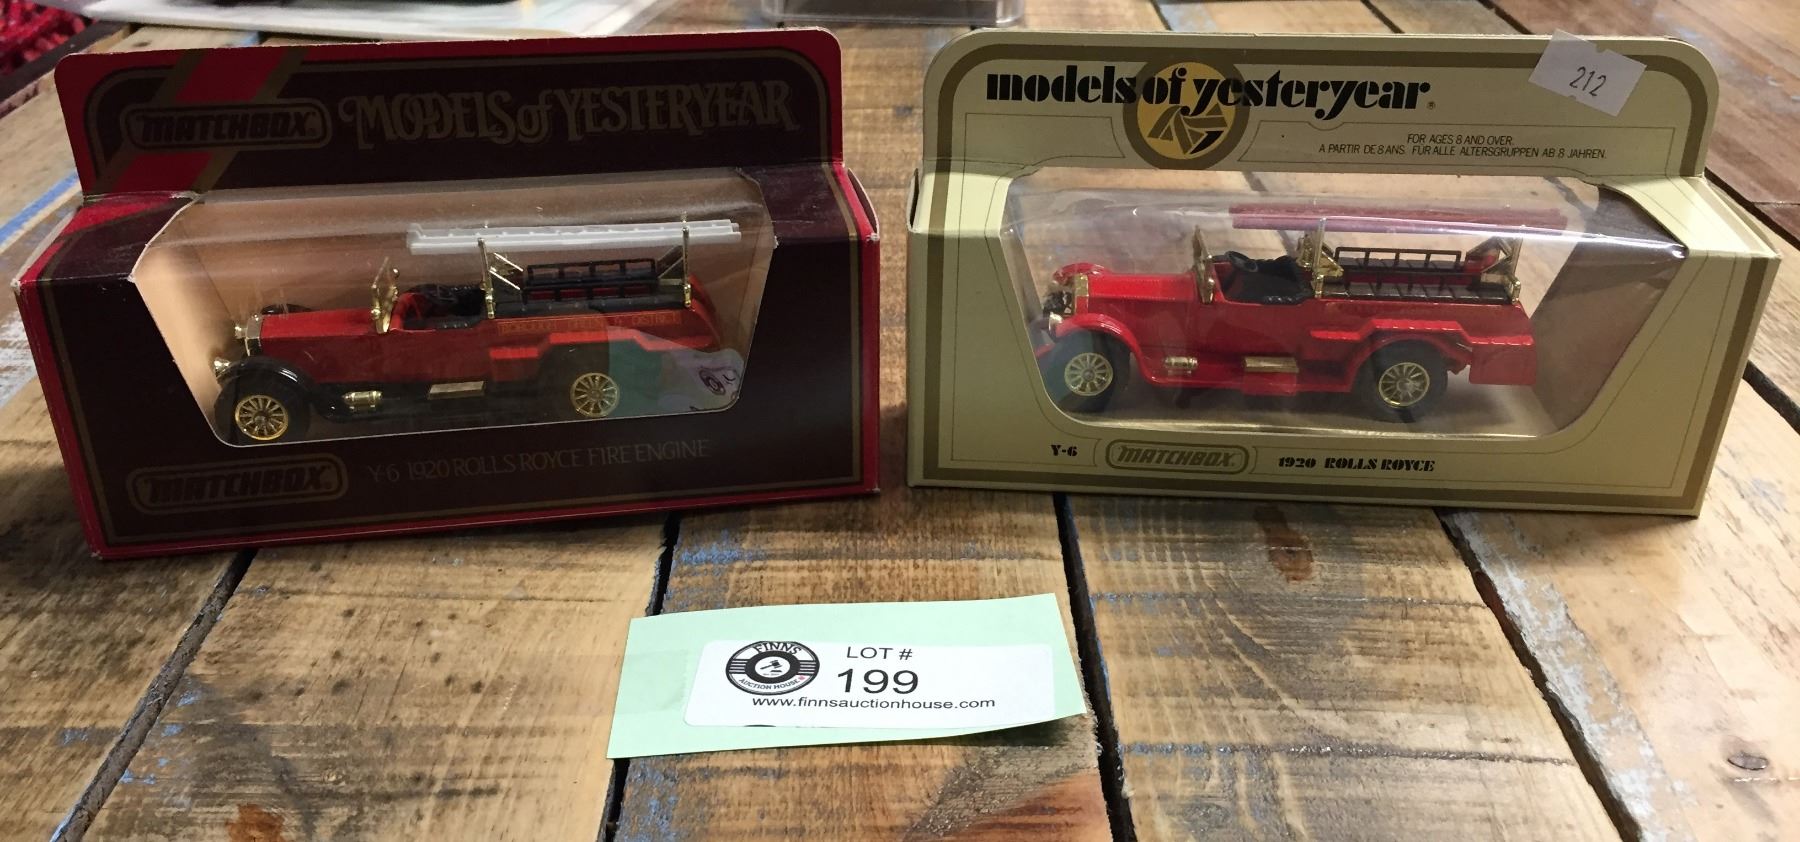 MATCHBOX
MODELS of YESTERYEAR
MATCHBOX
Y-6 1920 ROLLS ROYCE FIRE ENGINE
models of yesteryear®
212
FOR AGES 8 AND OVER.
A PARTIR DE 8 ANS. FÜR ALLE ALTERSGRUPPEN AB 8 JAHREN.
Y-6 MATCHBOX 1920 ROLLS ROYCE
FINNS
AUCTION HOUSE
LOT #
199
www.finnsauctionhouse.com